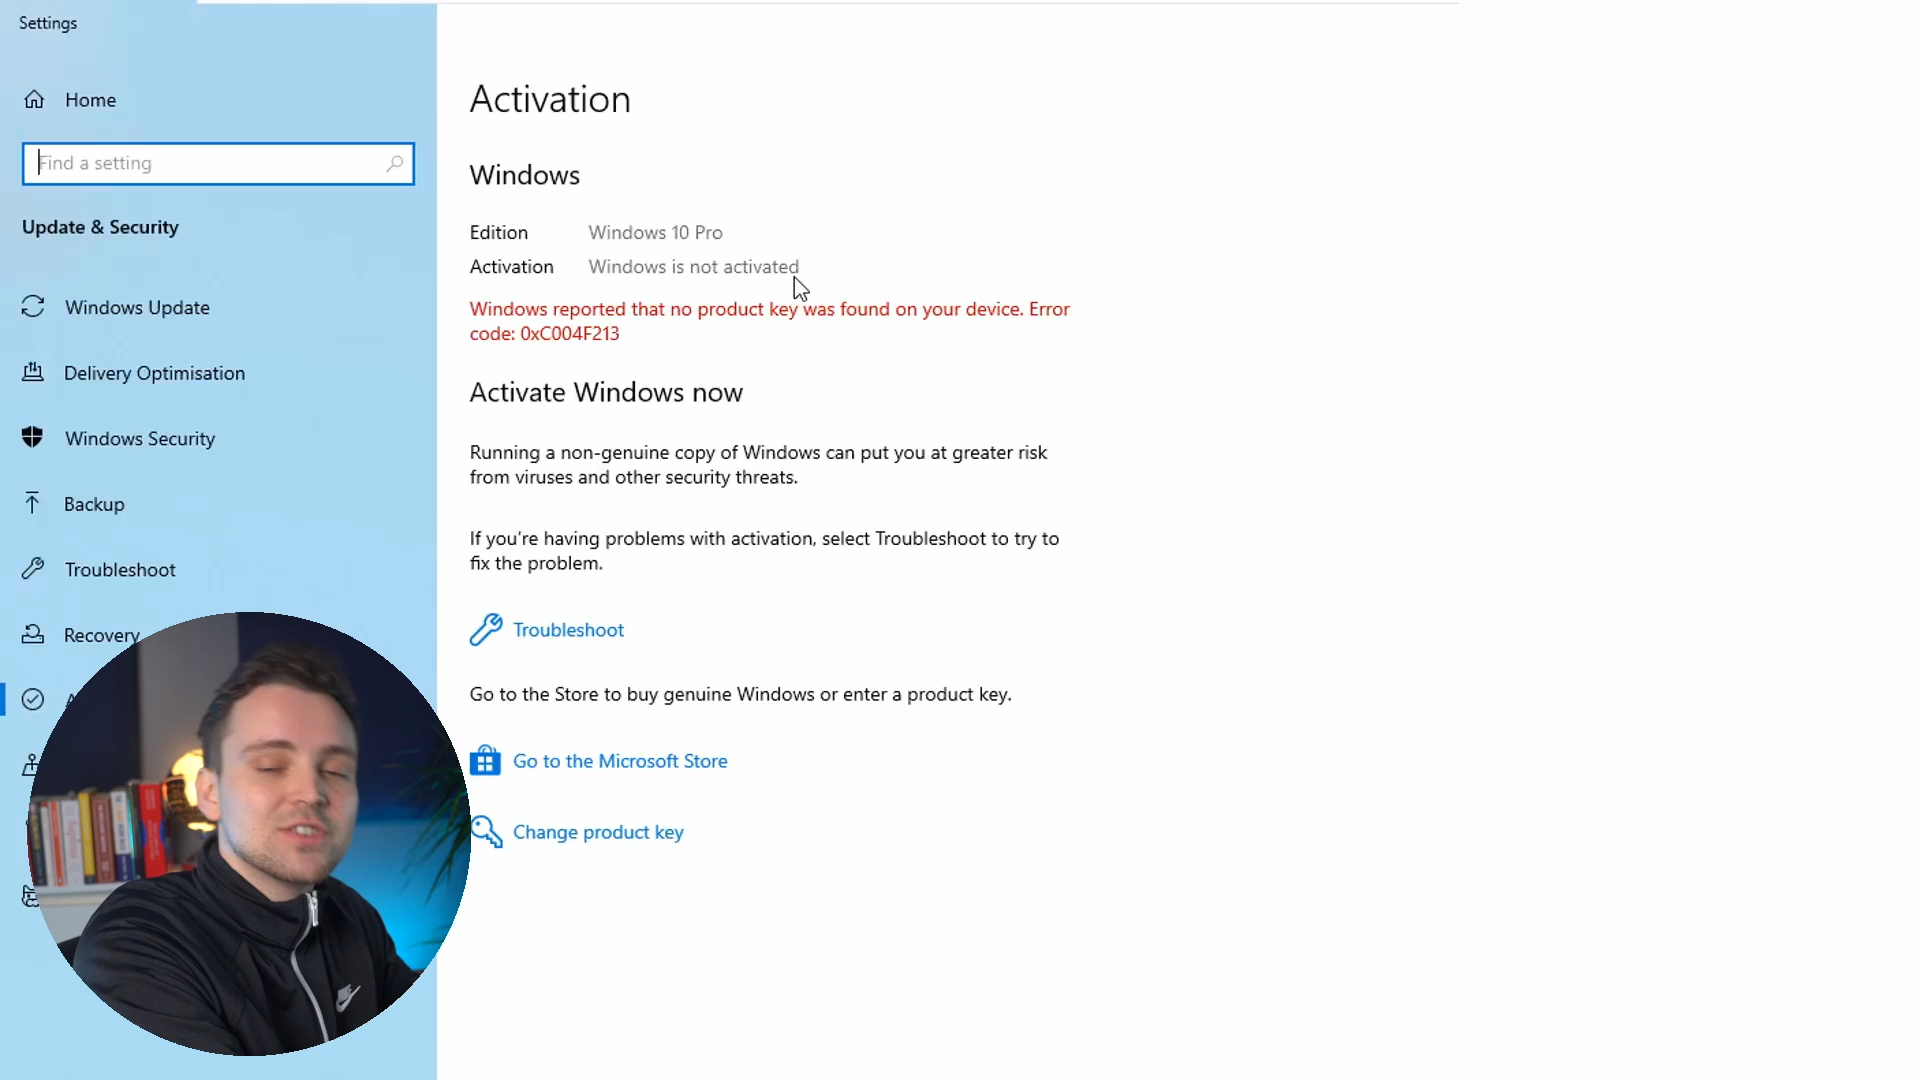 Settings
Home
Find a setting
Update & Security
Windows Update
Delivery Optimisation
Windows Security
Backup
Troubleshoot
Recovery
Activation
Windows
Edition Windows 10 Pro
Activation Windows is not activated
Windows reported that no product key was found on your device. Error
code: 0xC004F213
Activate Windows now
Running a non-genuine copy of Windows can put you at greater risk
from viruses and other security threats.
If you're having problems with activation, select Troubleshoot to try to
fix the problem.
Troubleshoot
Go to the Store to buy genuine Windows or enter a product key.
Go to the Microsoft Store
Change product key